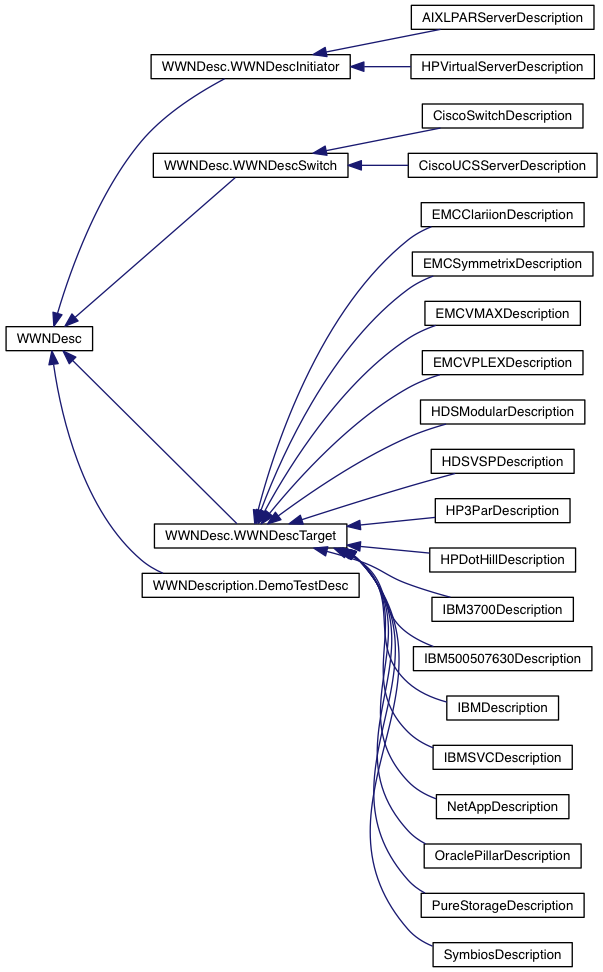 AIXLPARServerDescription
WWNDesc.WWNDescInitiator
HPVirtualServerDescription
CiscoSwitchDescription
WWNDesc.WWNDescSwitch
CiscoUCSServerDescription
EMCClariionDescription
EMCSymmetrixDescription
EMCVMAXDescription
WWNDesc
EMCVPLEXDescription
HDSModularDescription
HDSVSPDescription
HP3ParDescription
WWNDesc.WWNDescTarget
HPDotHillDescription
WWNDescription.DemoTestDesc
IBM3700Description
IBM500507630Description
IBMDescription
IBMSVCDescription
NetAppDescription
OraclePillarDescription
PureStorageDescription
SymbiosDescription